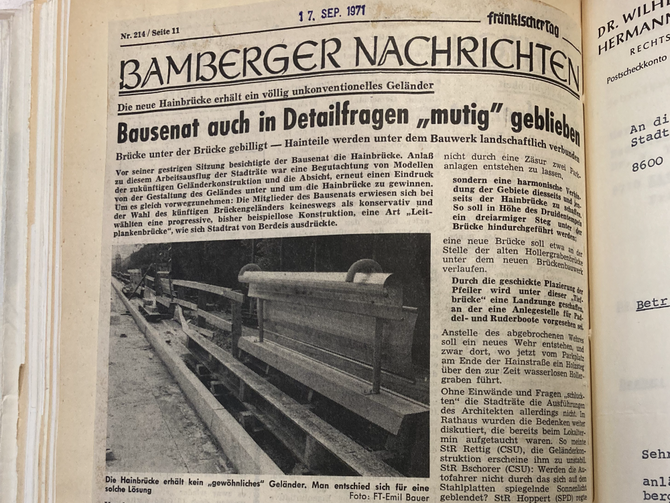 17. SEP. 1971
Nr. 214 / Seite 11
fränkischer Tag
BAMBERGER NACHRICHTEN
Die neue Hainbrücke erhält ein völlig unkonventionelles Geländer
Bausenat auch in Detailfragen „mutig" geblieben
Brücke unter der Brücke gebilligt — Hainteile werden unter dem Bauwerk landschaftlich verbunden
Vor seiner gestrigen Sitzung besichtigte der Bausenat die Hainbrücke. Anlaß
zu diesem Arbeitsausflug der Stadträte war eine Begutachtung von Modellen
der zukünftigen Geländerkonstruktion und die Absicht, erneut einen Eindruck
von der Gestaltung des Geländes unter und um die Hainbrücke zu gewinnen.
Um es gleich vorwegzunehmen: Die Mitglieder des Bausenats erwiesen sich bei
der Wahl des künftigen Brückengeländers keineswegs als konservativ und
wählten eine progressive, bisher beispiellose Konstruktion, eine Art „Leit-
plankenbrücke", wie sich Stadtrat von Berdeis ausdrückte.
Die Hainbrücke erhält kein „gewöhnliches" Geländer. Man entschied sich für eine
solche Lösung
Foto: FT-Emil Bauer
nicht durch eine Zäsur zwei
anlagen entstehen zu lassen,
sondern eine harmonische
dung der Gebiete diesseits und
seits der Hainbrücke zu
So soll in Höhe des
ein dreiarmiger Steg unter der
Brücke hindurchgeführt werden;
eine neue Brücke soll etwa an der
Stelle der alten Hollergrabenbrücke
unter dem neuen Brückenbauwerk
verlaufen.
Durch die geschickte Plazierung der
Pfeiler wird unter dieser
brücke" eine Landzunge geschaffen,
an der eine Anlegestelle für Pad-
del- und Ruderboote vorgesehen
Anstelle des abgebrochenen Wehres
soll ein neues Wehr entstehen, und
zwar dort, wo jetzt vom Parkplatz
am Ende der Hainstraße ein
über den zur Zeit wasserlosen Holler-
graben führt.
Ohne Einwände und Fragen „schluck-
ten" die Stadträte die Ausführungen
des Architekten allerdings nicht. Im
Rathaus wurden die Bedenken weiter
diskutiert, die bereits beim Lokalter-
min aufgetaucht waren. So meinte
StR Rettig (CSU), die Geländerkon-
struktion erscheine ihm zu unstabil.
StR Bschorer (CSU): Werden die Au-
tofahrer nicht durch das sich auf den
Stahlplatten spiegelnde Sonnenlicht
geblendet? StR Hoppert (SPD)
DR. WILH
HERMANN
RECHTS
Postscheckkonto
An di
Stadt
8600
Betr
Sehr
anl